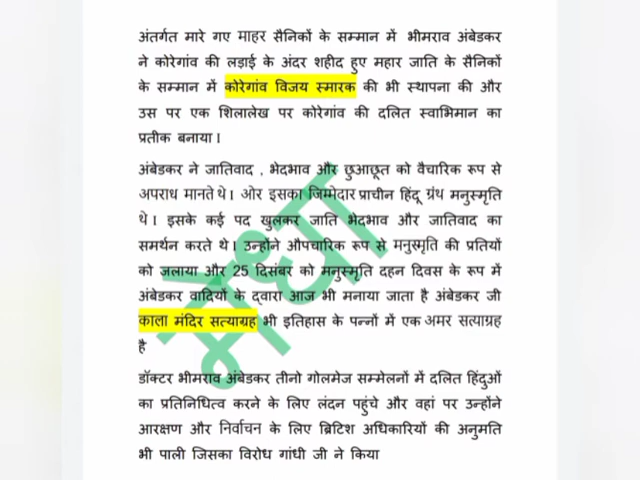 अंतर्गत मारे गए माहर सैनिकों के सम्मान में भीमराव अंबेडकर
ने कोरेगांव की लड़ाई के अंदर शहीद हुए महार जाति के सैनिकों
के सम्मान में कोरेगांव विजय स्मारक की भी स्थापना की और
उस पर एक शिलालेख पर कोरेगांव की दलित स्वाभिमान का
प्रतीक बनाया ।
अंबेडकर ने जातिवाद , भेदभाव और छुआछूत को वैचारिक रूप से
अपराध मानते थे । ओर इसका जिम्मेदार प्राचीन हिंदू ग्रंथ मनुस्मृति
थे । इसके कई पद खुलकर जाति भेदभाव और जातिवाद का
समर्थन करते थे । उन्होंने औपचारिक रूप से मनुस्मृति की प्रतियों
को जलाया और 25 दिसंबर को मनुस्मृति दहन दिवस के रूप में
अंबेडकर वादियों के द्वारा आज भी मनाया जाता है अंबेडकर जी
काला मंदिर सत्याग्रह भी इतिहास के पन्नों में एक अमर सत्याग्रह
है
डॉक्टर भीमराव अंबेडकर तीनो गोलमेज सम्मेलनों में दलित हिंदुओं
का प्रतिनिधित्व करने के लिए लंदन पहुंचे और वहां पर उन्होंने
आरक्षण और निर्वाचन के लिए ब्रिटिश अधिकारियों की अनुमति
भी पाली जिसका विरोध गांधी जी ने किया
मेधा